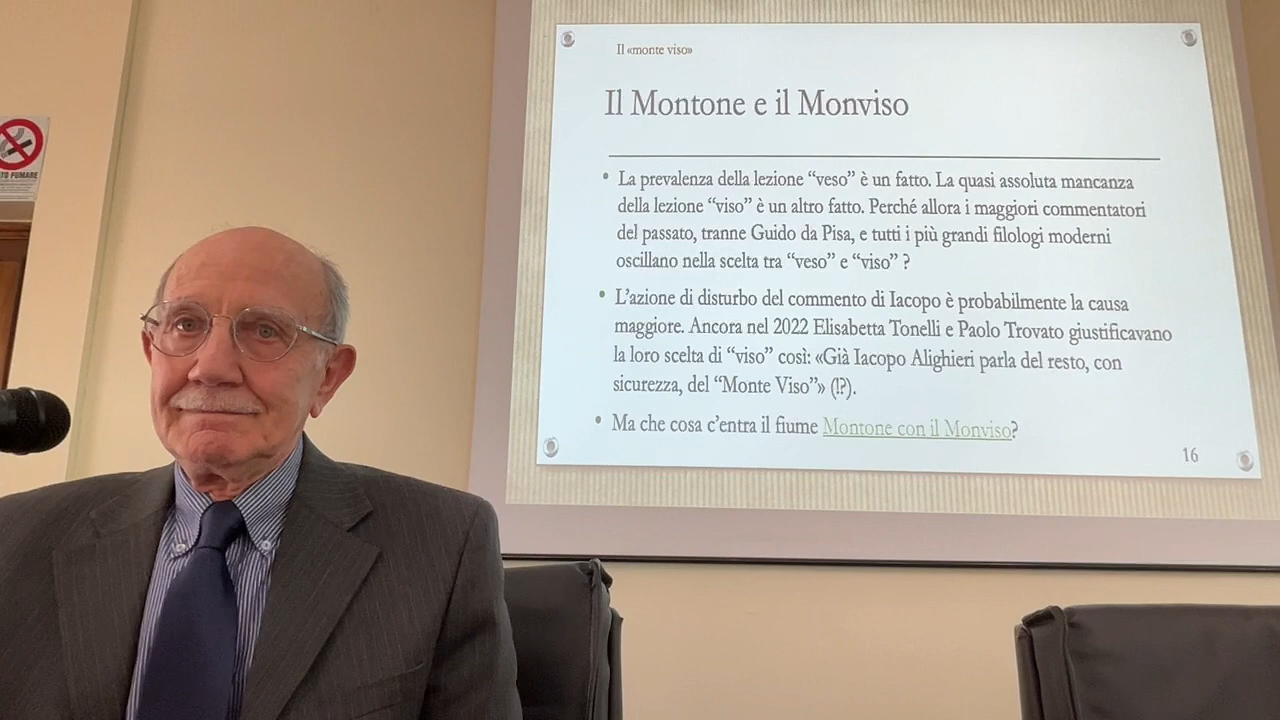 TO FUMARE
Il «monte viso»
Il Montone e il Monviso
• La prevalenza della lezione “veso” è un fatto. La quasi assoluta mancanza
della lezione “viso” è un altro fatto. Perché allora i maggiori commentatori
del passato, tranne Guido da Pisa, e tutti i più grandi filologi moderni
oscillano nella scelta tra “veso” e “viso” ?
• L’azione di disturbo del commento di Iacopo è probabilmente la causa
maggiore. Ancora nel 2022 Elisabetta Tonelli e Paolo Trovato giustificavano
la loro scelta di “viso” così: «Già Iacopo Alighieri parla del resto, con
sicurezza, del “Monte Viso”» (!?).
• Ma che cosa c’entra il fiume Montone con il Monviso?
16